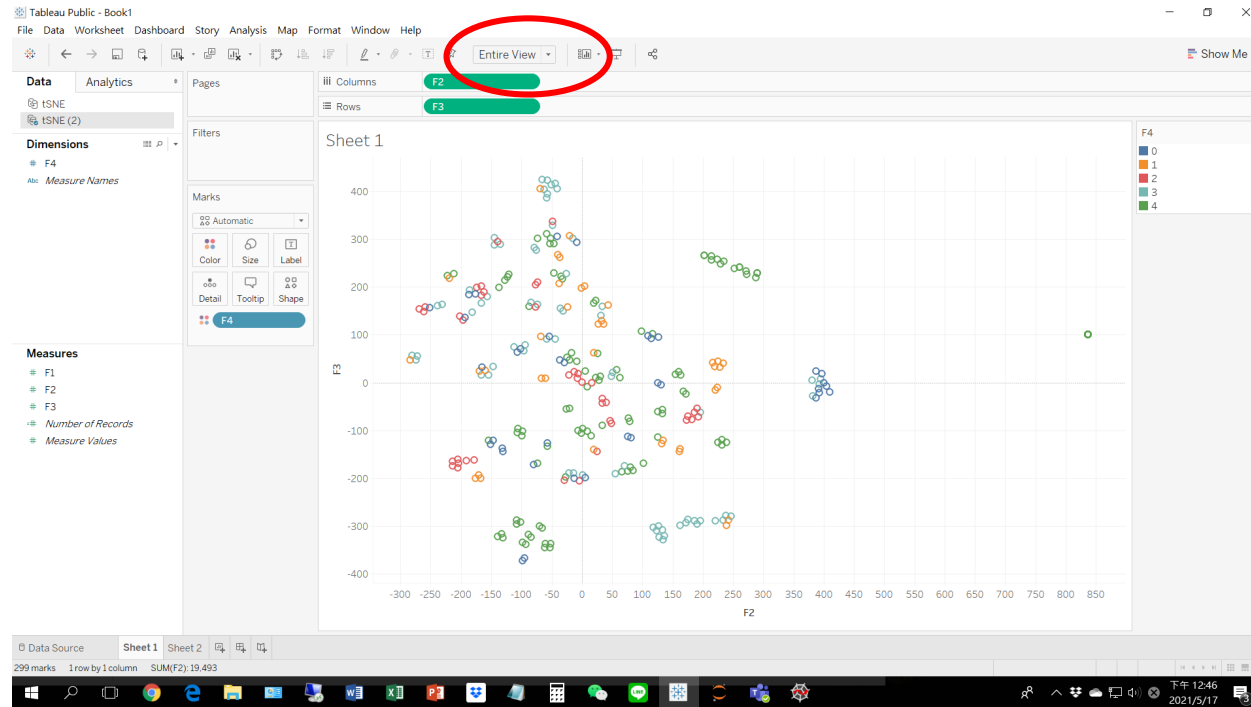 Tableau Public - Book1
File Data Worksheet Dashboard Story Analysis Map Format Window Help
Entire View
Show Me
Data Analytics
Pages
Columns F2
Rows F3
tSNE
tSNE (2)
Dimensions
F4
Abc Measure Names
Filters
Marks
Automatic
Color Size Label
Detail Tooltip Shape
F4
Measures
F1
F2
F3
Number of Records
Measure Values
Sheet 1
F3
400
300
200
100
0
-100
-200
-300
-400
-300 -250 -200 -150 -100 -50 0 50 100 150 200 250 300 350 400 450 500 550 600 650 700 750 800 850
F2
F4
0
1
2
3
4
Data Source Sheet 1 Sheet 2
299 marks 1 row by 1 column SUM(F2): 19,493
下午 12:46
2021/5/17
3